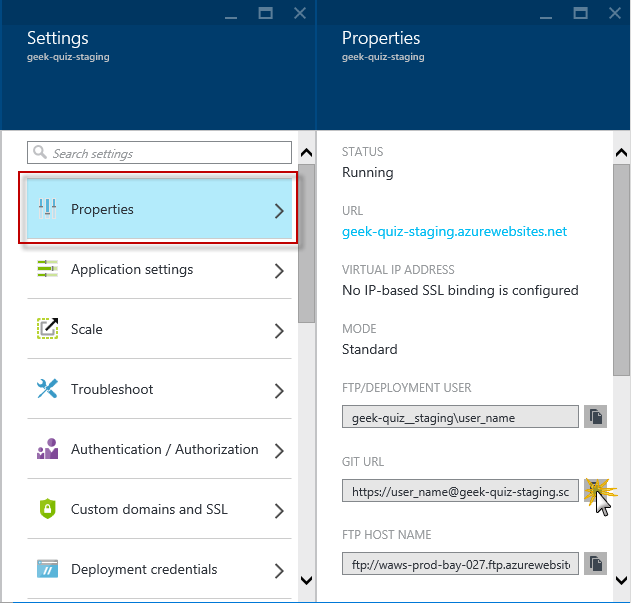 Settings
geek-quiz-staging
Search settings
Properties
Application settings
Scale
Troubleshoot
Authentication / Authorization
Custom domains and SSL
Deployment credentials
Properties
geek-quiz-staging
STATUS
Running
URL
geek-quiz-staging.azurewebsites.net
VIRTUAL IP ADDRESS
No IP-based SSL binding is configured
MODE
Standard
FTP/DEPLOYMENT USER
geek-quiz__staging\user_name
GIT URL
https://user_name@geek-quiz-staging.sc
FTP HOST NAME
ftp://waws-prod-bay-027.ftp.azurewebsite